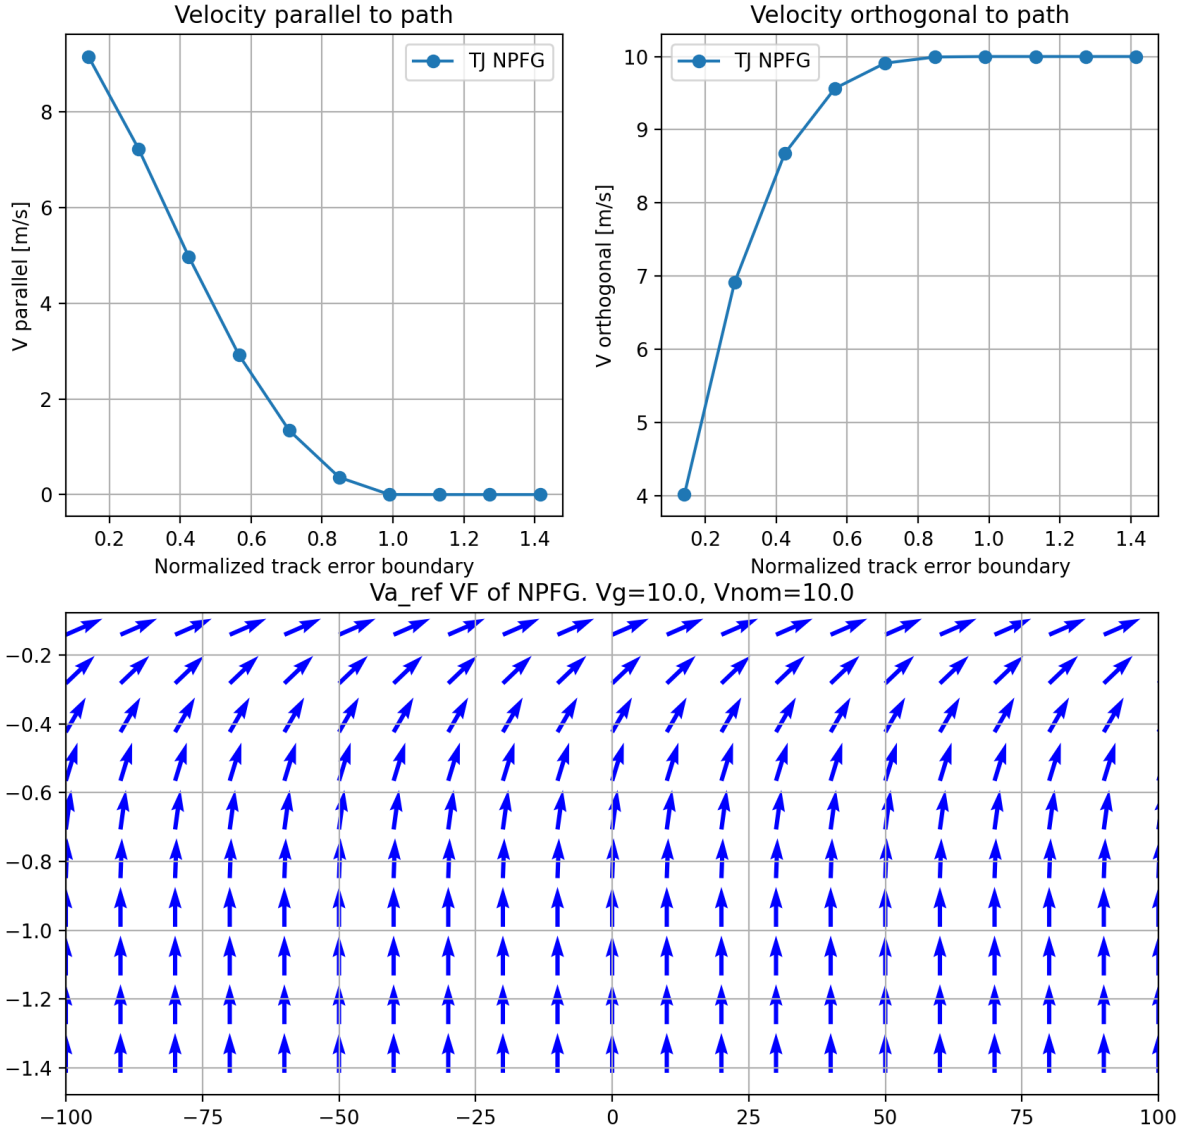 Velocity parallel to path
TJ NPFG
V parallel [m/s]
8
6
4
2
0
0.2 0.4 0.6 0.8 1.0 1.2 1.4
Normalized track error boundary
Velocity orthogonal to path
TJ NPFG
V orthogonal [m/s]
10
9
8
7
6
5
4
0.2 0.4 0.6 0.8 1.0 1.2 1.4
Normalized track error boundary
Va_ref VF of NPFG. Vg=10.0, Vnom=10.0
−0.2
−0.4
−0.6
−0.8
−1.0
−1.2
−1.4
−100 −75 −50 −25 0 25 50 75 100